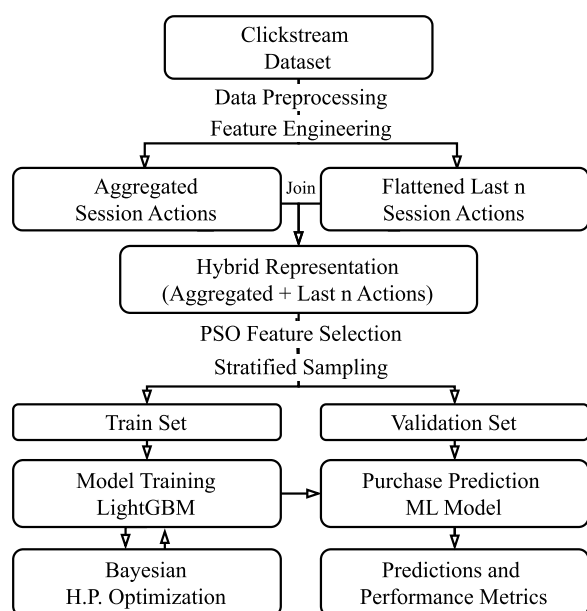 Clickstream
Dataset
Data Preprocessing
Feature Engineering
Aggregated
Session Actions
Join
Flattened Last n
Session Actions
Hybrid Representation
(Aggregated + Last n Actions)
PSO Feature Selection
Stratified Sampling
Train Set
Validation Set
Model Training
LightGBM
Purchase Prediction
ML Model
Bayesian
H.P. Optimization
Predictions and
Performance Metrics